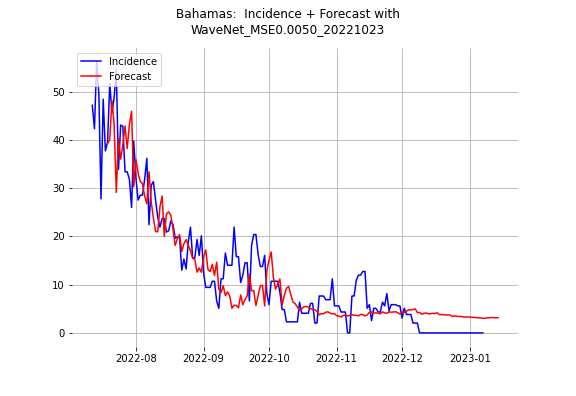 Bahamas:  Incidence + Forecast with
WaveNet_MSE0.0050_20221023
Incidence
Forecast
50
40
30
20
10
0
2022-08 2022-09 2022-10 2022-11 2022-12 2023-01